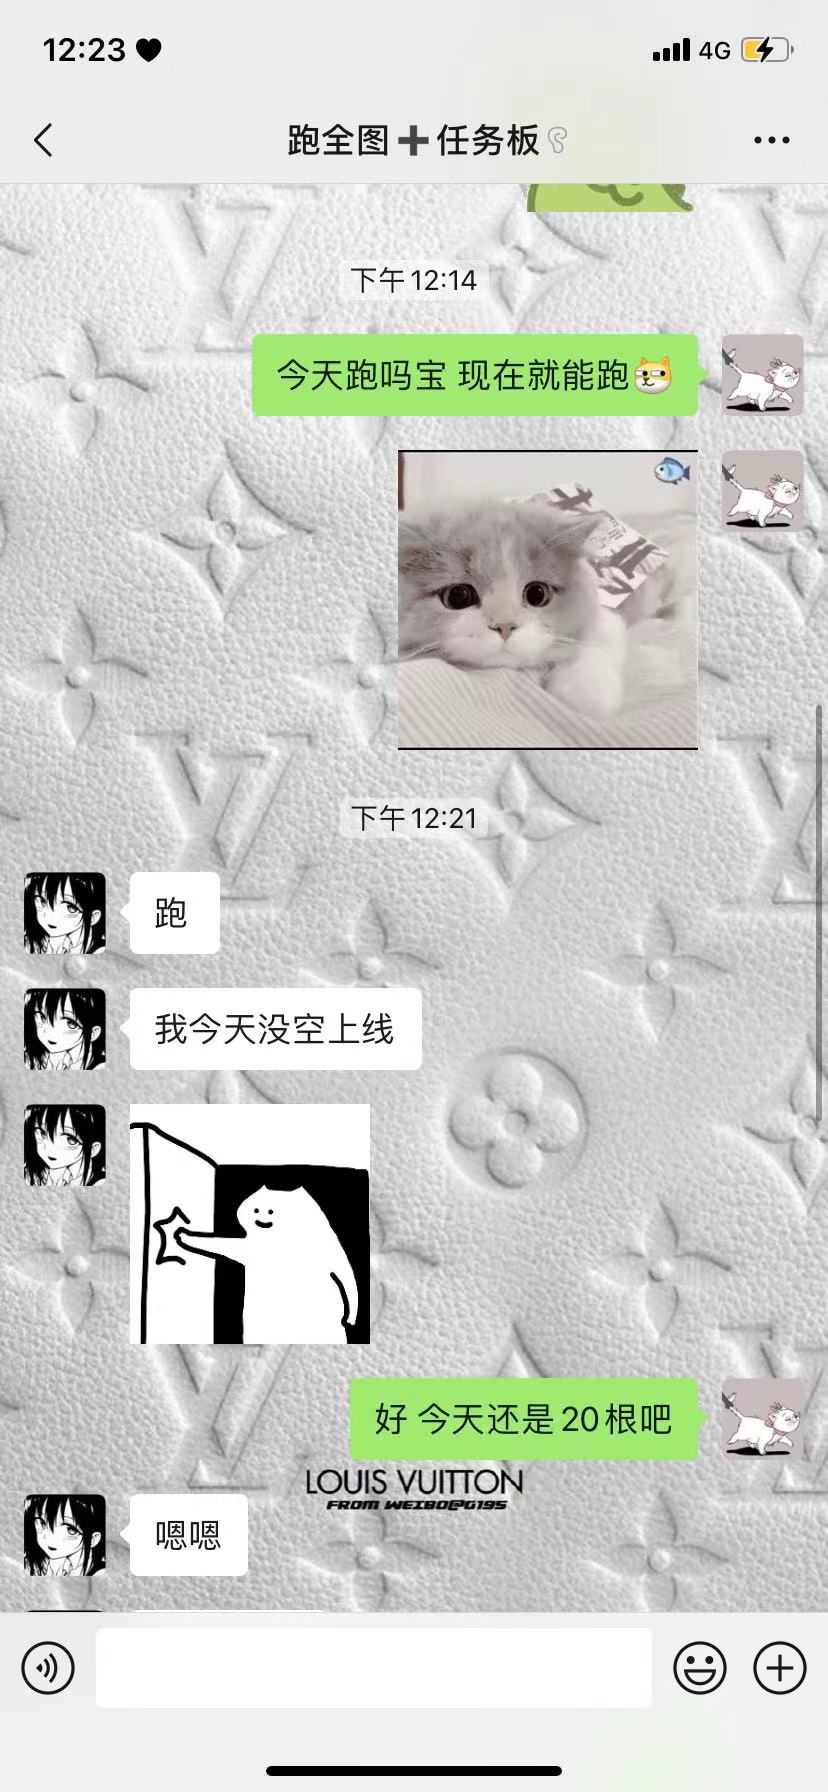 12:23
4G
跑全图➕任务板
下午12:14
今天跑吗宝 现在就能跑
下午12:21
跑
我今天没空上线
好 今天还是20根吧
LOUIS VUITTON
FROM WEIBO@G195
嗯嗯